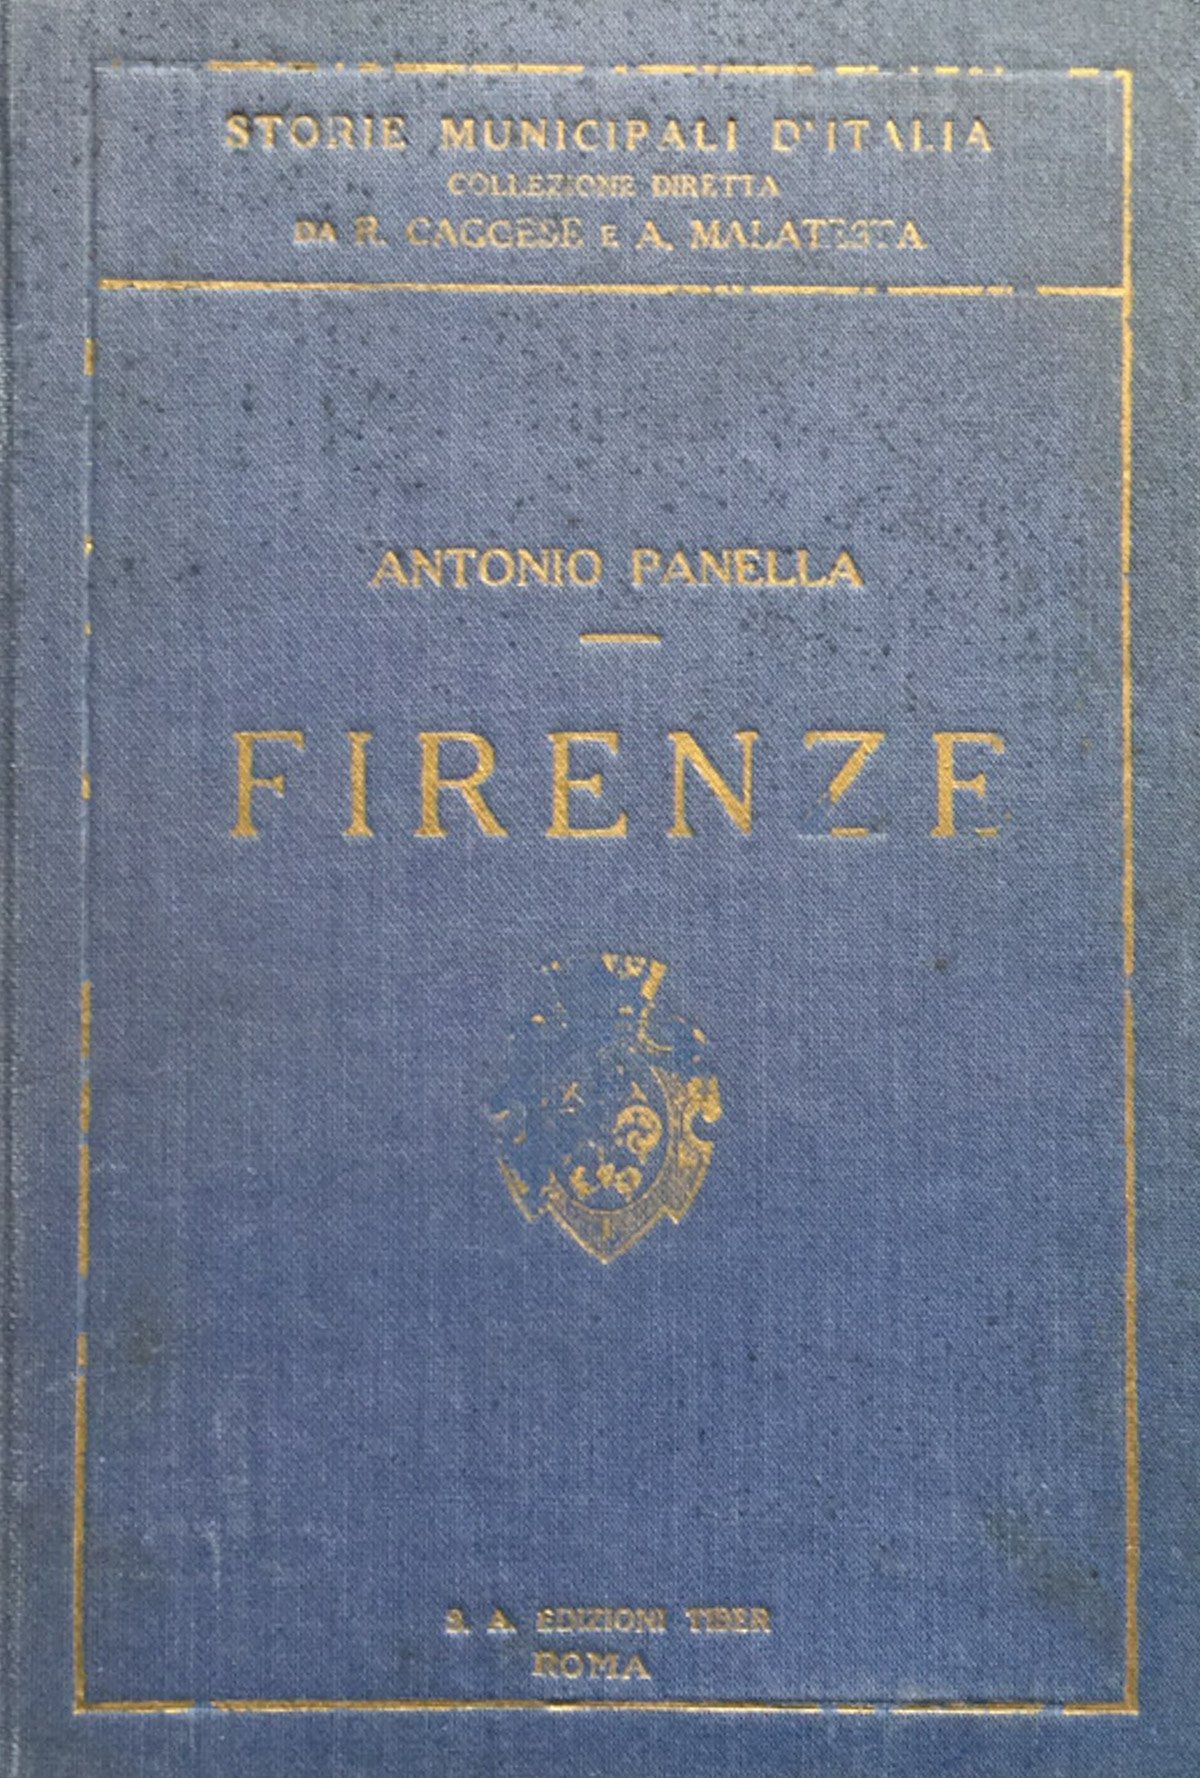 STORIE MUNICIPALI D'ITALIA
COLLEZIONE DIRETTA
DA R. CAGGESE E A. MALATESTA
ANTONIO PANELLA
FIRENZE
S. A. EDIZIONI TIBER
ROMA